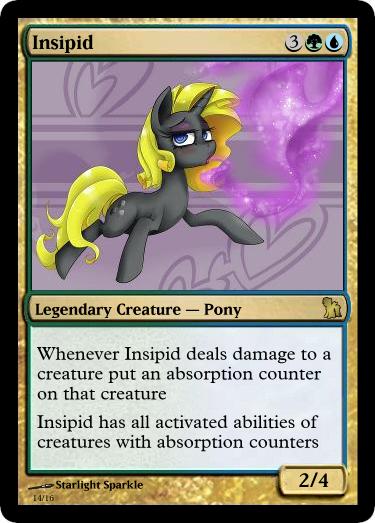 Insipid 3
Legendary Creature — Pony
Whenever Insipid deals damage to a
creature put an absorption counter
on that creature
Insipid has all activated abilities of
creatures with absorption counters
2/4
Starlight Sparkle
14/16